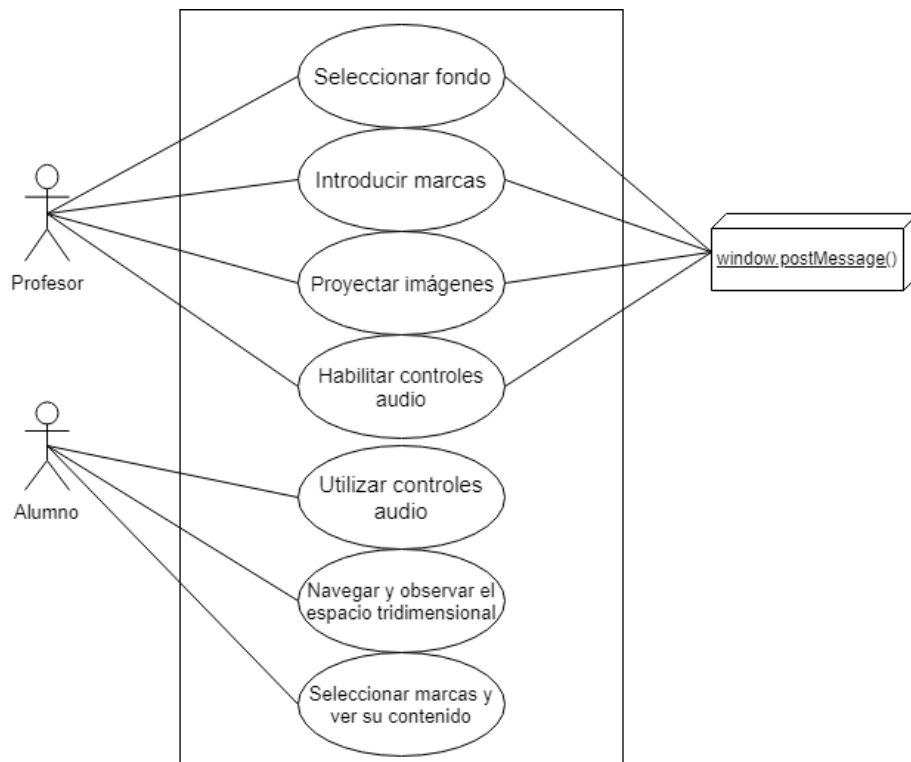 Seleccionar fondo
Introducir marcas
Profesor
Proyectar imágenes
window.postMessage()
Habilitar controles
audio
Alumno
Utilizar controles
audio
Navegar y observar el
espacio tridimensional
Seleccionar marcas y
ver su contenido